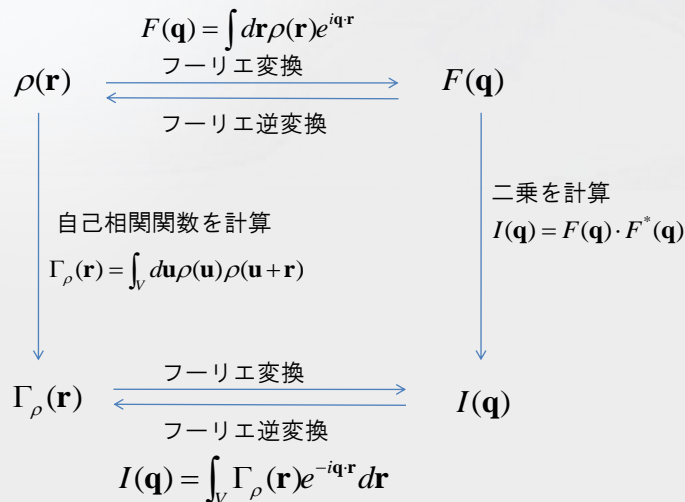 F(𝐪) = ∫ d𝐫ρ(𝐫)e^{i𝐪·𝐫}
フーリエ変換
ρ(𝐫)
F(𝐪)
フーリエ逆変換
二乗を計算
I(𝐪) = F(𝐪)·F^*(𝐪)
自己相関関数を計算
Γ_ρ(𝐫) = ∫_V d𝐮ρ(𝐮)ρ(𝐮 + 𝐫)
フーリエ変換
Γ_ρ(𝐫)
I(𝐪)
フーリエ逆変換
I(𝐪) = ∫_V Γ_ρ(𝐫)e^{-i𝐪·𝐫}d𝐫